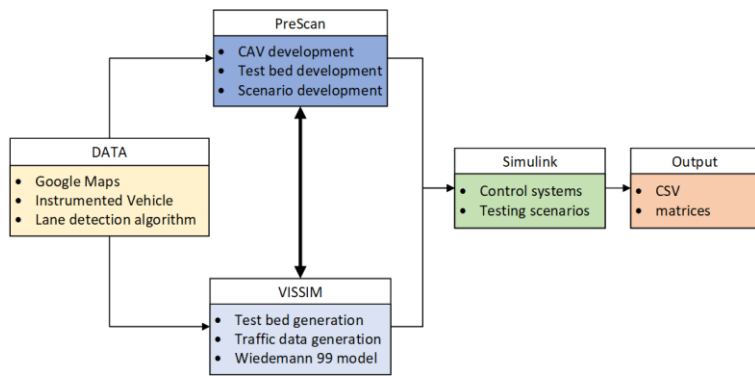 PreScan
• CAV development
• Test bed development
• Scenario development
DATA
• Google Maps
• Instrumented Vehicle
• Lane detection algorithm
Simulink
• Control systems
• Testing scenarios
Output
• CSV
• matrices
VISSIM
• Test bed generation
• Traffic data generation
• Wiedemann 99 model